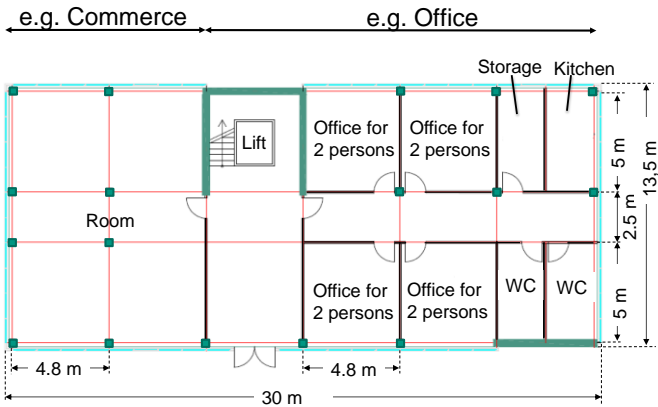 e.g. Commerce
e.g. Office
Storage
Kitchen
Lift
Office for
2 persons
Office for
2 persons
5 m
13,5 m
2.5 m
Room
Office for
2 persons
Office for
2 persons
WC
WC
5 m
4.8 m
4.8 m
30 m